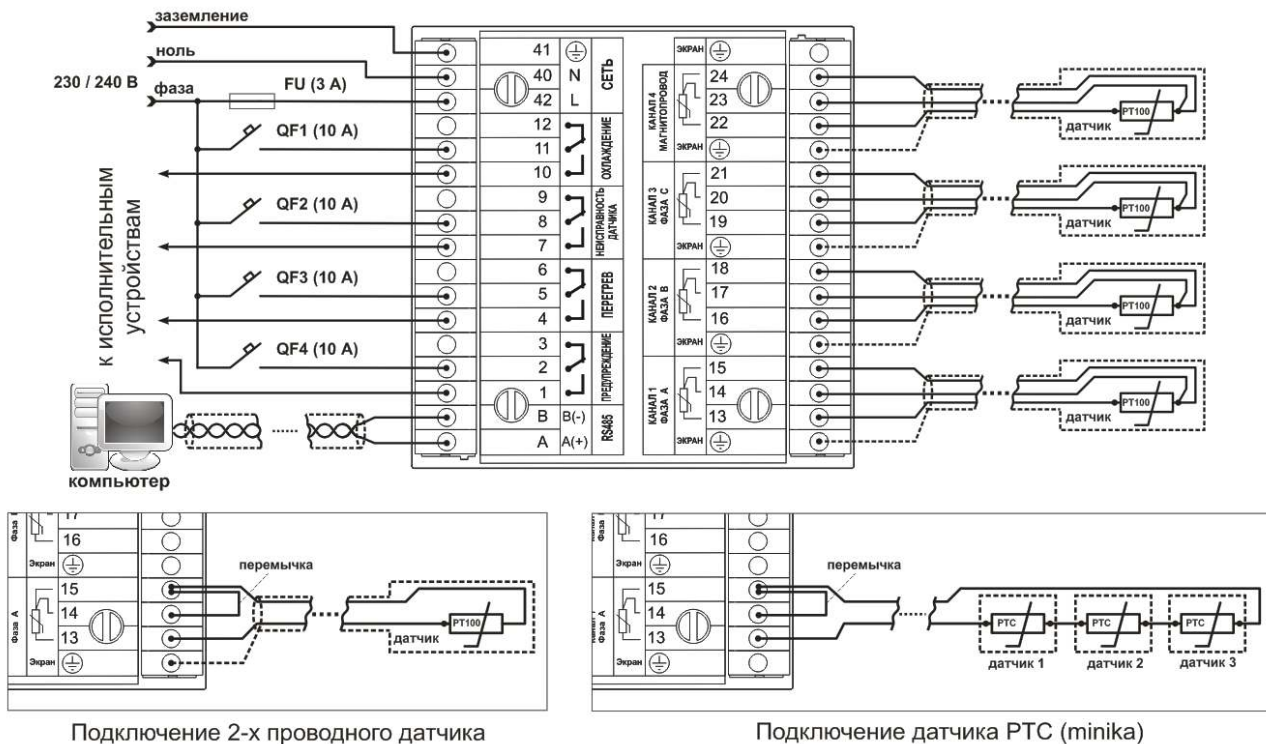 заземление
ноль
230 / 240 В
фаза
FU (3 А)
QF1 (10 А)
QF2 (10 А)
QF3 (10 А)
QF4 (10 А)
к исполнительным
устройствам
компьютер
41
40 N
42 L
СЕТЬ
12
11
10
ОХЛАЖДЕНИЕ
9
8
7
НЕИСПРАВНОСТЬ
ДАТЧИКА
6
5
4
ПЕРЕГРЕВ
3
2
1
ПРЕДУПРЕЖДЕНИЕ
B B(-)
A A(+)
RS485
ЭКРАН
24
23
22
КАНАЛ 4
МАГНИТОПРОВОД
ЭКРАН
21
20
19
КАНАЛ 3
ФАЗА С
ЭКРАН
18
17
16
КАНАЛ 2
ФАЗА В
ЭКРАН
15
14
13
КАНАЛ 1
ФАЗА А
ЭКРАН
PT100
датчик
PT100
датчик
PT100
датчик
PT100
датчик
17
16
Экран
15
14
13
Фаза А
Экран
перемычка
PT100
датчик
Подключение 2-х проводного датчика
17
16
Экран
15
14
13
Фаза А
Экран
перемычка
PTC
PTC
PTC
датчик 1
датчик 2
датчик 3
Подключение датчика PTC (minika)